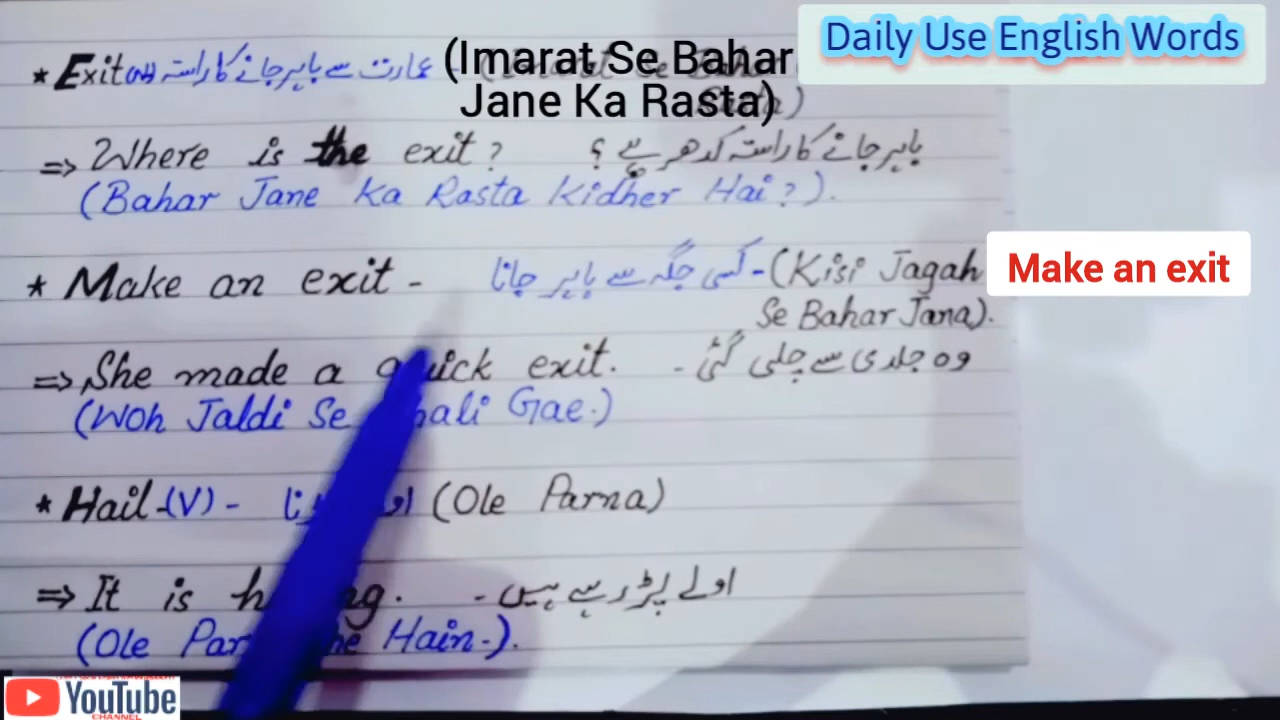 Daily Use English Words
* Exit (N) عمارت سے باہر جانے کا راستہ - (Imarat Se Bahar
Jane Ka Rasta)
=> Where is the exit? باہر جانے کا راستہ کدھر ہے ؟
(Bahar Jane Ka Rasta Kidher Hai?).
* Make an exit - کسی جگہ سے باہر جانا - (Kisi Jagah
Se Bahar Jana).
Make an exit
=> She made a quick exit. وہ جلدی سے چلی گئی -
(Woh Jaldi Se Chali Gae.)
* Hail-(V) - (Ole Parna)
=> It is اولے پڑ رہے ہیں -
(Ole Hain.).
YouTube
CHANNEL